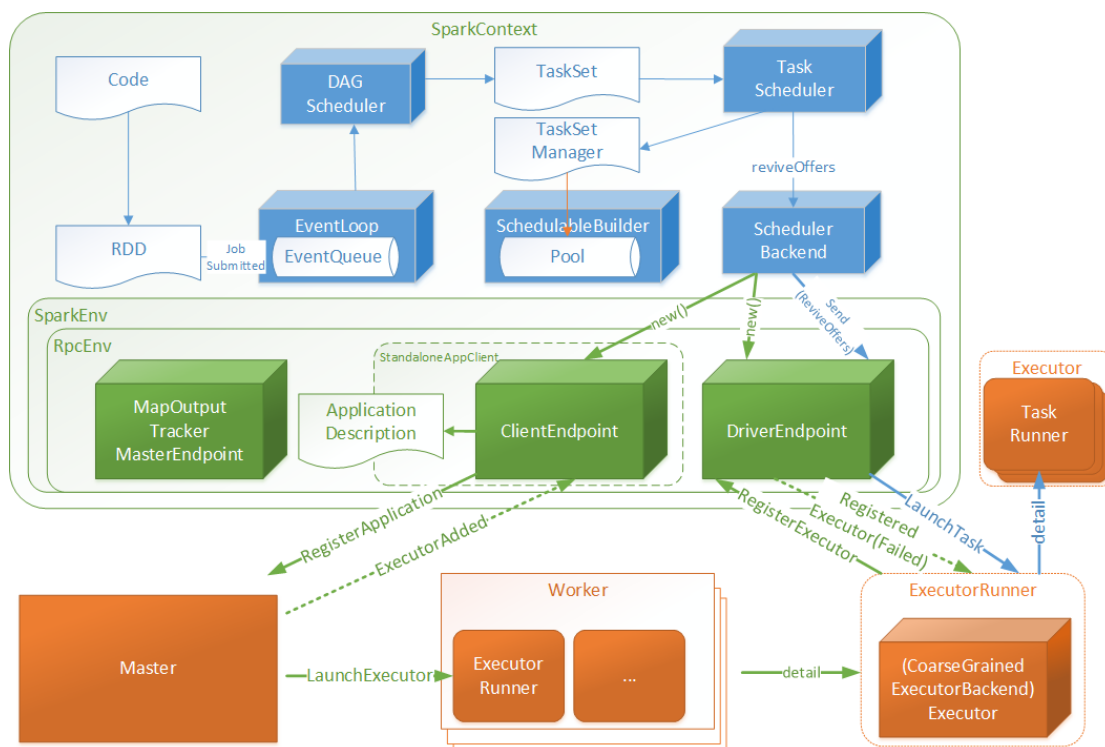 SparkContext
Code
DAG
Scheduler
TaskSet
Task
Scheduler
TaskSet
Manager
reviveOffers
RDD
Job
Submitted
EventLoop
EventQueue
SchedulableBuilder
Pool
Scheduler
Backend
SparkEnv
new()
new()
Send
(ReviveOffers)
RpcEnv
StandaloneAppClient
MapOutput
Tracker
MasterEndpoint
Application
Description
ClientEndpoint
DriverEndpoint
Executor
Task
Runner
RegisterApplication
ExecutorAdded
RegisterExecutor
Registered
Executor(Failed)
LaunchTask
detail
Master
LaunchExecutor
Worker
Executor
Runner
...
detail
ExecutorRunner
(CoarseGrained
ExecutorBackend)
Executor